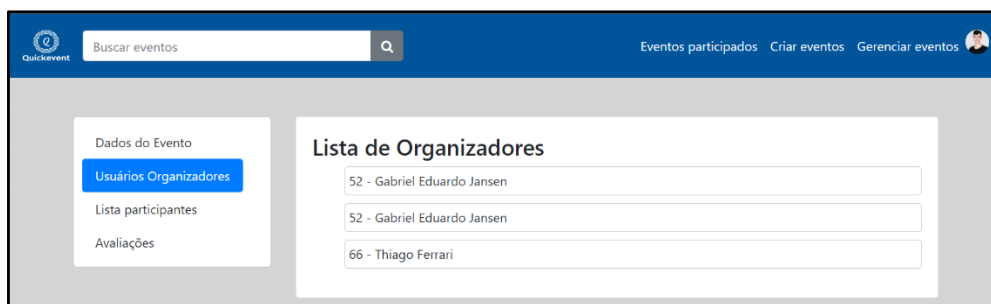 Quickevent
Buscar eventos
Eventos participados Criar eventos Gerenciar eventos
Dados do Evento
Usuários Organizadores
Lista participantes
Avaliações
Lista de Organizadores
52 - Gabriel Eduardo Jansen
52 - Gabriel Eduardo Jansen
66 - Thiago Ferrari